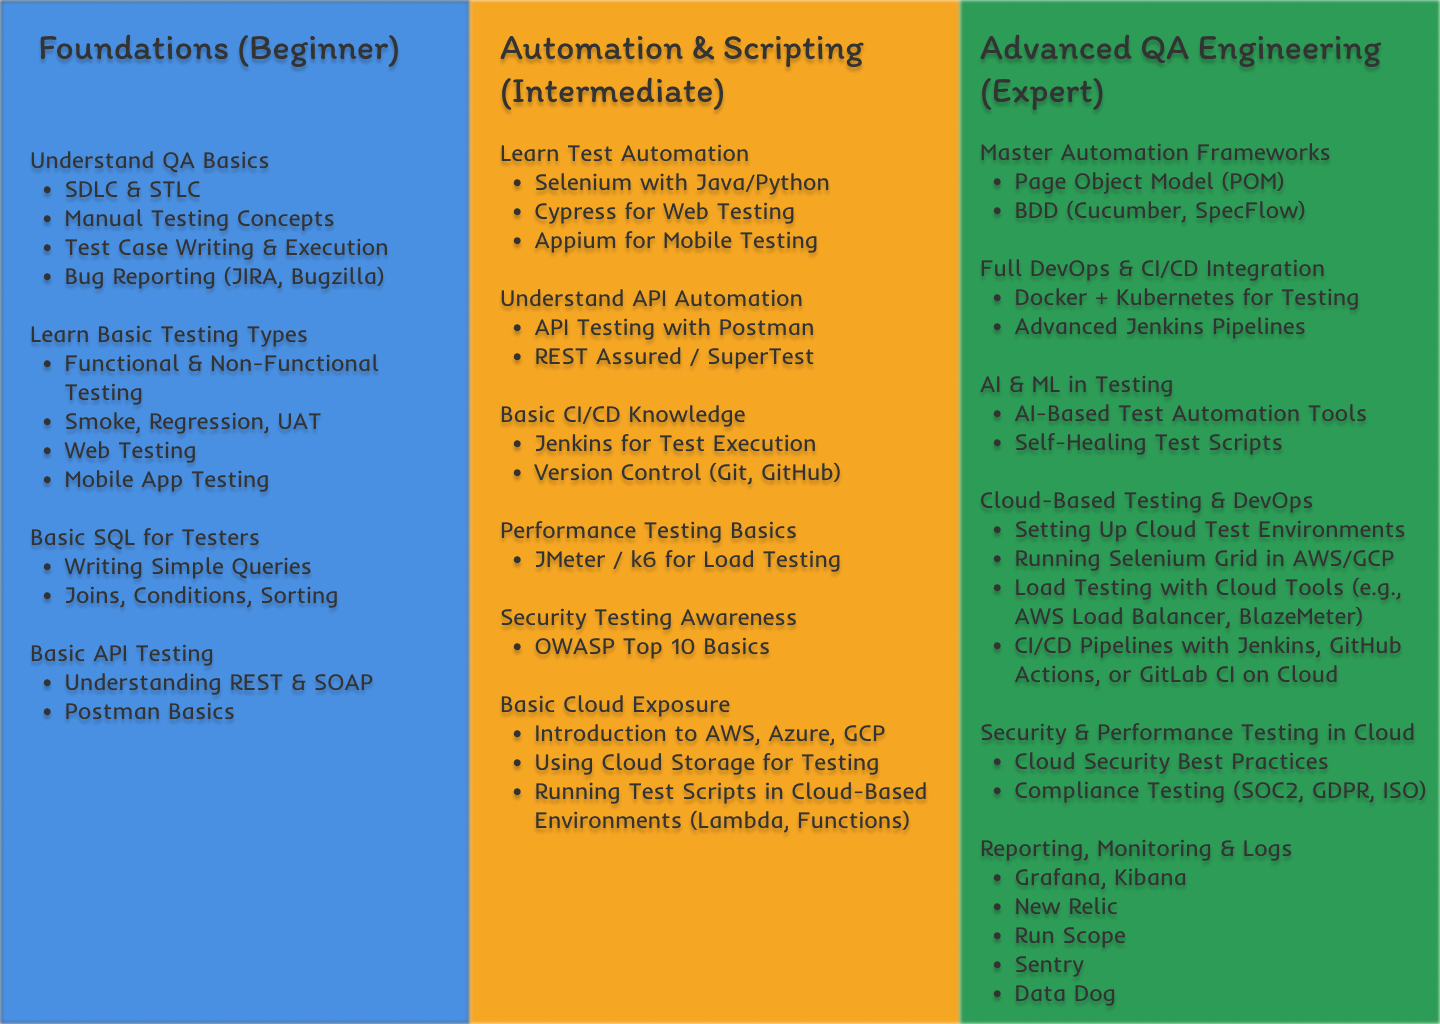 Foundations (Beginner)
Understand QA Basics
• SDLC & STLC
• Manual Testing Concepts
• Test Case Writing & Execution
• Bug Reporting (JIRA, Bugzilla)
Learn Basic Testing Types
• Functional & Non-Functional
Testing
• Smoke, Regression, UAT
• Web Testing
• Mobile App Testing
Basic SQL for Testers
• Writing Simple Queries
• Joins, Conditions, Sorting
Basic API Testing
• Understanding REST & SOAP
• Postman Basics
Automation & Scripting
(Intermediate)
Learn Test Automation
• Selenium with Java/Python
• Cypress for Web Testing
• Appium for Mobile Testing
Understand API Automation
• API Testing with Postman
• REST Assured / SuperTest
Basic CI/CD Knowledge
• Jenkins for Test Execution
• Version Control (Git, GitHub)
Performance Testing Basics
• JMeter / k6 for Load Testing
Security Testing Awareness
• OWASP Top 10 Basics
Basic Cloud Exposure
• Introduction to AWS, Azure, GCP
• Using Cloud Storage for Testing
• Running Test Scripts in Cloud-Based
Environments (Lambda, Functions)
Advanced QA Engineering
(Expert)
Master Automation Frameworks
• Page Object Model (POM)
• BDD (Cucumber, SpecFlow)
Full DevOps & CI/CD Integration
• Docker + Kubernetes for Testing
• Advanced Jenkins Pipelines
AI & ML in Testing
• AI-Based Test Automation Tools
• Self-Healing Test Scripts
Cloud-Based Testing & DevOps
• Setting Up Cloud Test Environments
• Running Selenium Grid in AWS/GCP
• Load Testing with Cloud Tools (e.g.,
AWS Load Balancer, BlazeMeter)
• CI/CD Pipelines with Jenkins, GitHub
Actions, or GitLab CI on Cloud
Security & Performance Testing in Cloud
• Cloud Security Best Practices
• Compliance Testing (SOC2, GDPR, ISO)
Reporting, Monitoring & Logs
• Grafana, Kibana
• New Relic
• Run Scope
• Sentry
• Data Dog